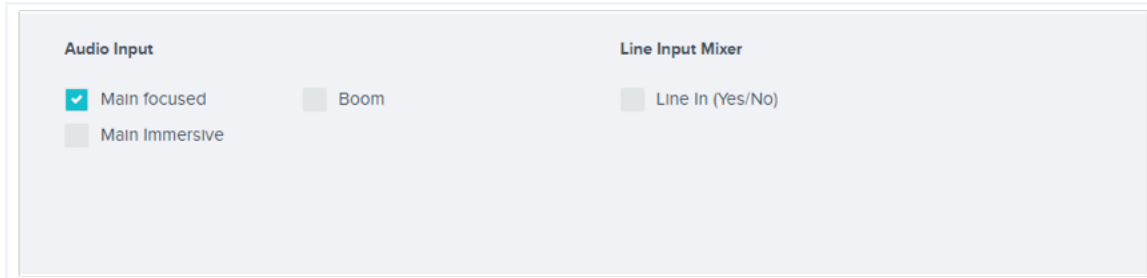 Audio Input
Line Input Mixer
Main focused
Boom
Line In (Yes/No)
Main Immersive